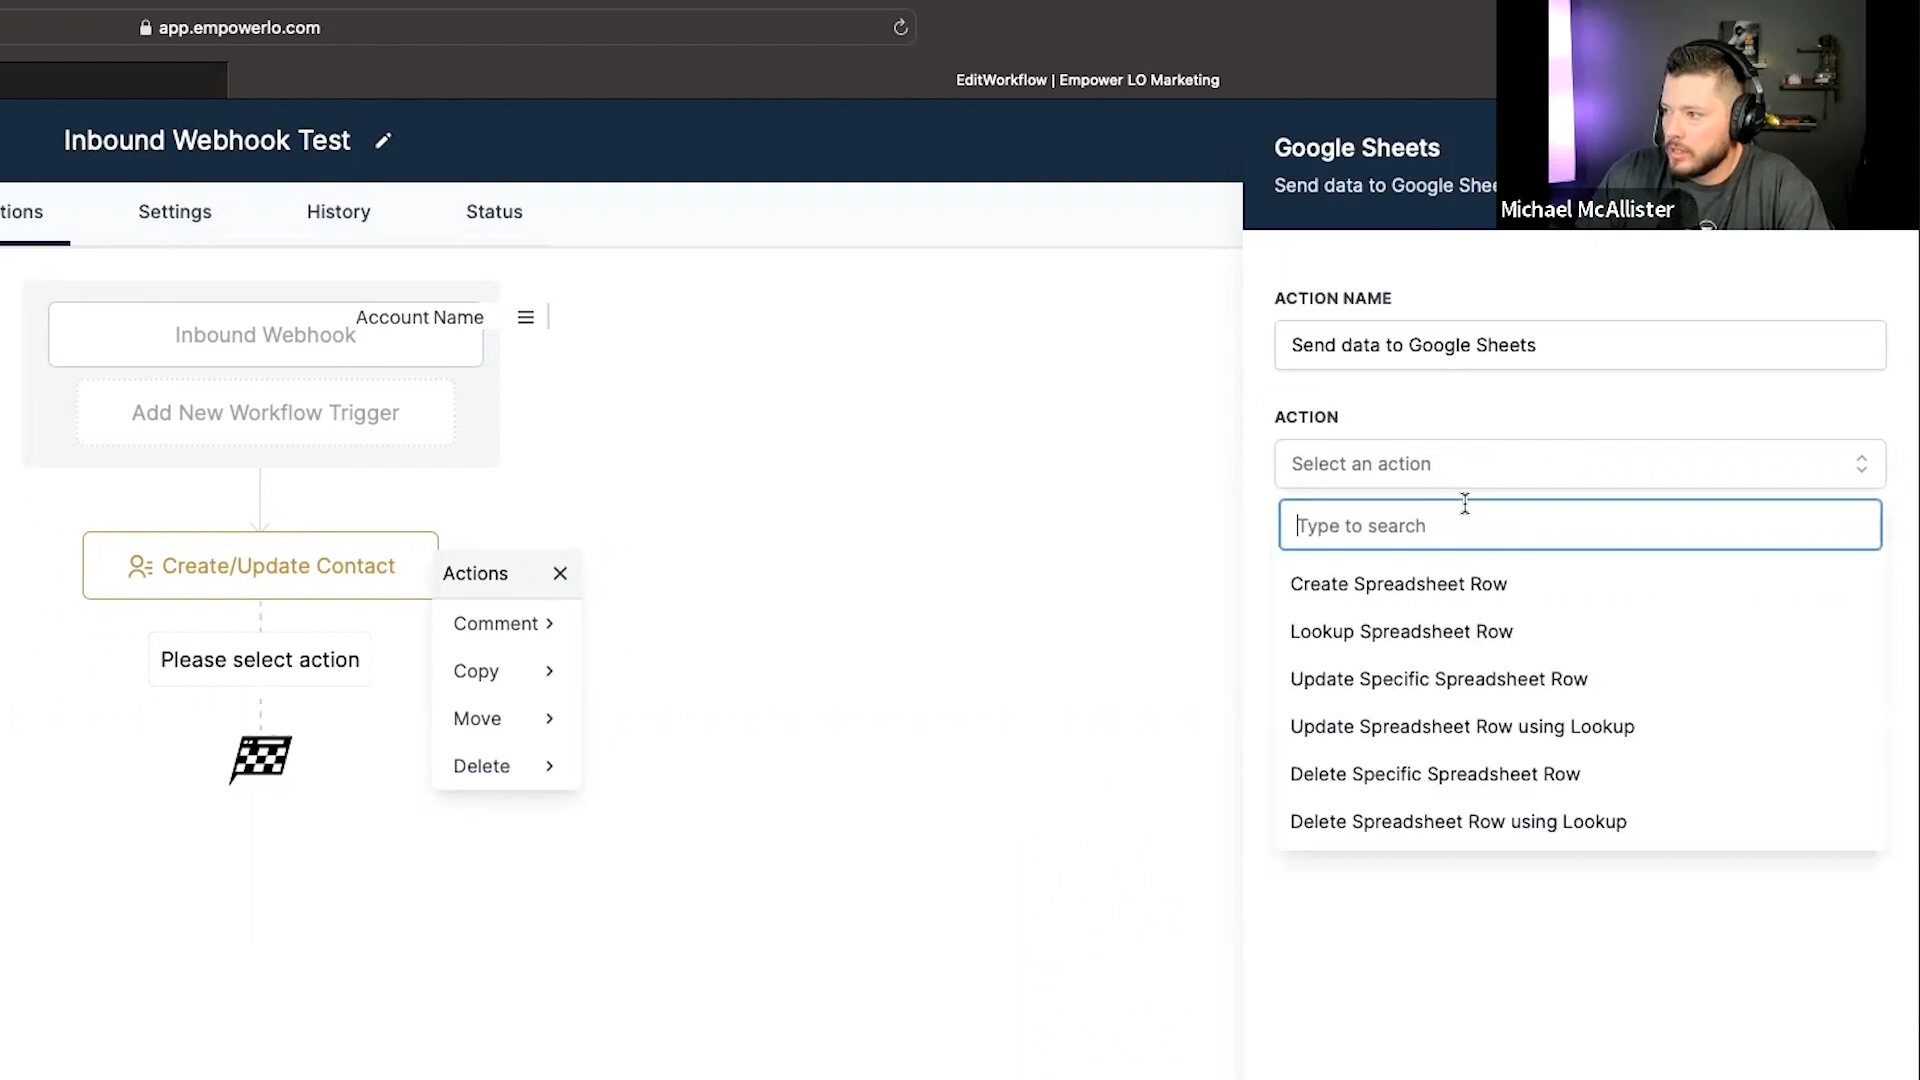 app.empowerlo.com
EditWorkflow | Empower LO Marketing
Inbound Webhook Test
tions
Settings
History
Status
Inbound Webhook
Account Name
Add New Workflow Trigger
Create/Update Contact
Please select action
Actions
Comment
Copy
Move
Delete
Google Sheets
Send data to Google Shee
Michael McAllister
ACTION NAME
Send data to Google Sheets
ACTION
Select an action
Type to search
Create Spreadsheet Row
Lookup Spreadsheet Row
Update Specific Spreadsheet Row
Update Spreadsheet Row using Lookup
Delete Specific Spreadsheet Row
Delete Spreadsheet Row using Lookup